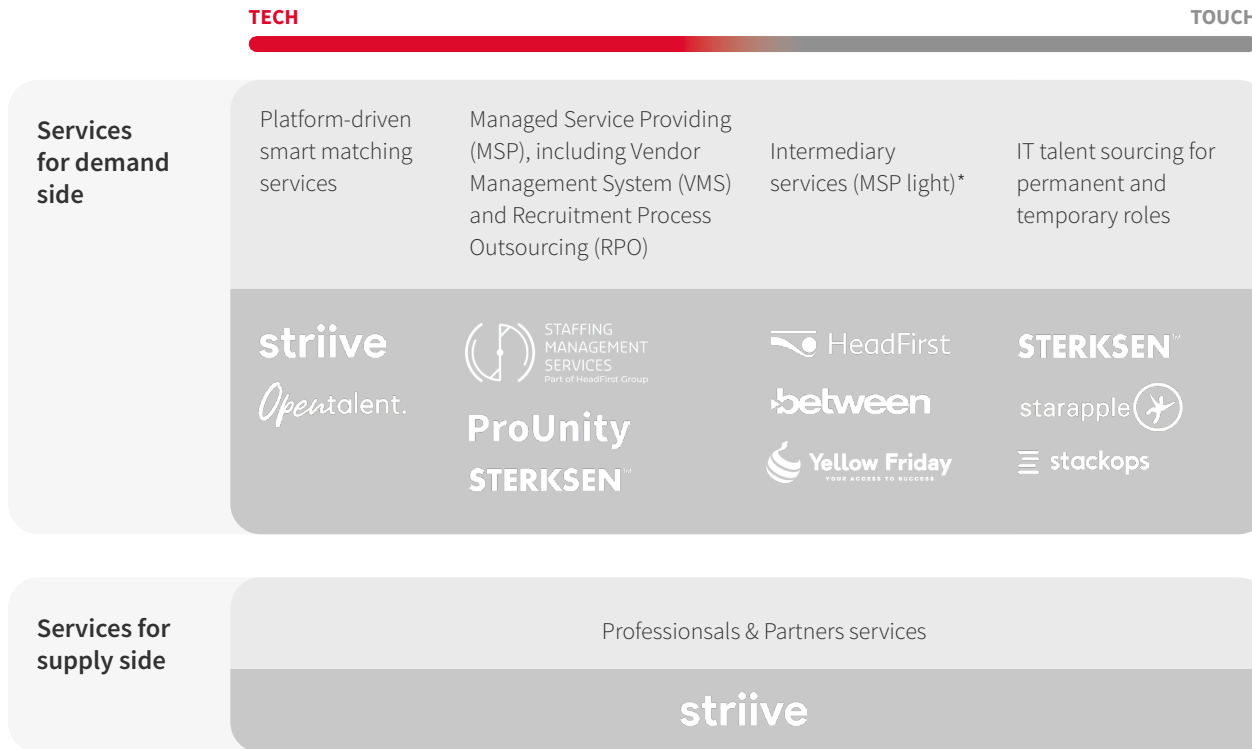 TECH
TOUCH
Services
for demand
side
Platform-driven
smart matching
services
Managed Service Providing
(MSP), including Vendor
Management System (VMS)
and Recruitment Process
Outsourcing (RPO)
Intermediary
services (MSP light)*
IT talent sourcing for
permanent and
temporary roles
striive
Opentalent.
STAFFING
MANAGEMENT
SERVICES
Part of HeadFirst Group
ProUnity
STERKSEN™
HeadFirst
between
Yellow Friday
YOUR ACCESS TO SUCCESS
STERKSEN™
starapple
stackops
Services for
supply side
Professionsals & Partners services
striive